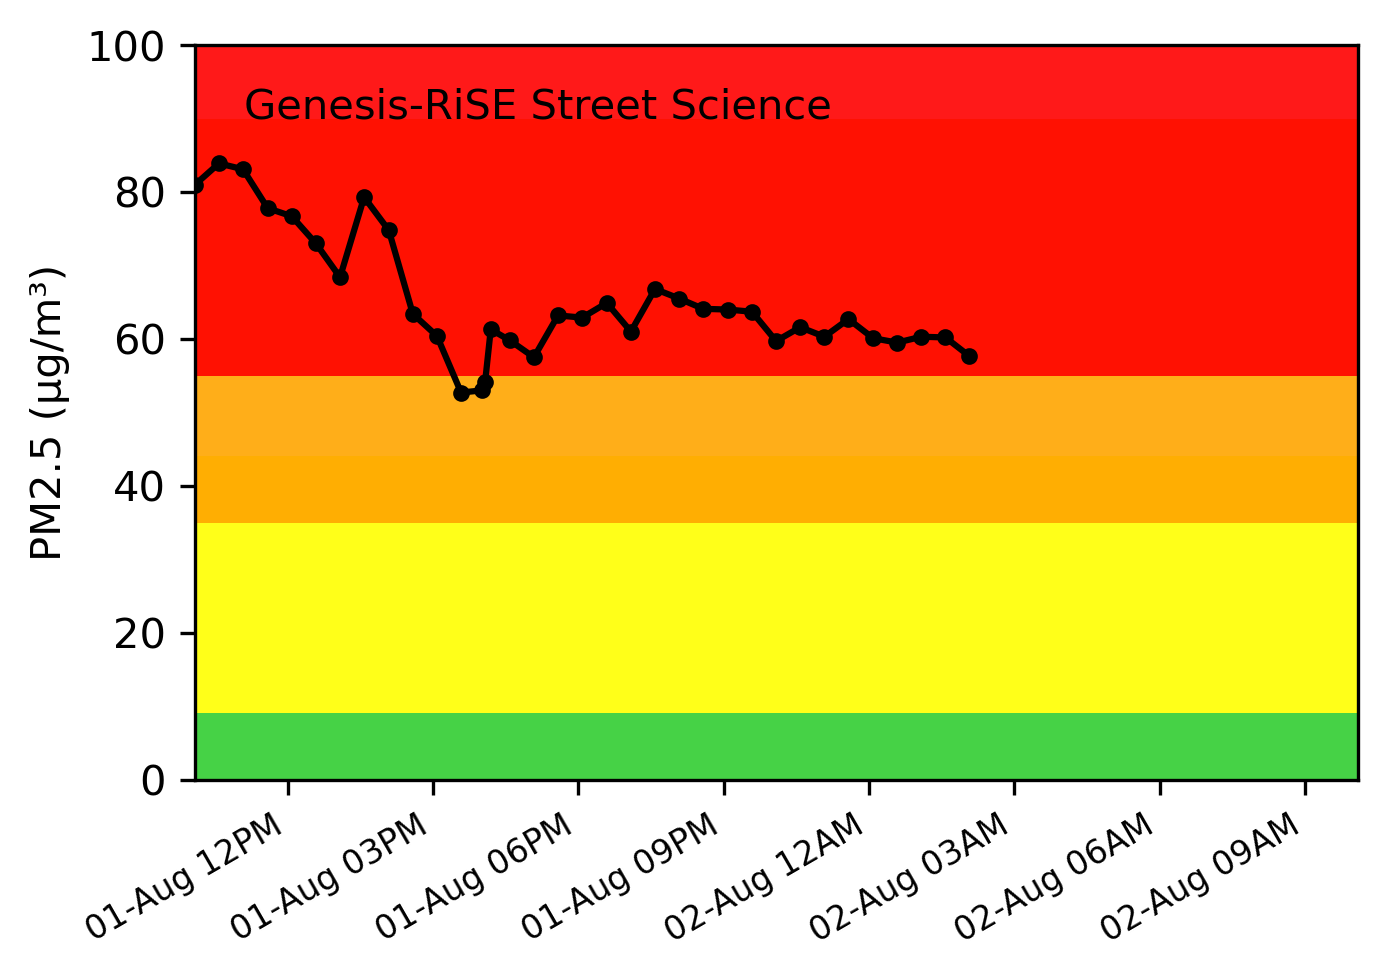 100
Genesis-RiSE Street Science
80
60
40
20
0
PM2.5 (µg/m³)
01-Aug 12PM
01-Aug 03PM
01-Aug 06PM
01-Aug 09PM
02-Aug 12AM
02-Aug 03AM
02-Aug 06AM
02-Aug 09AM